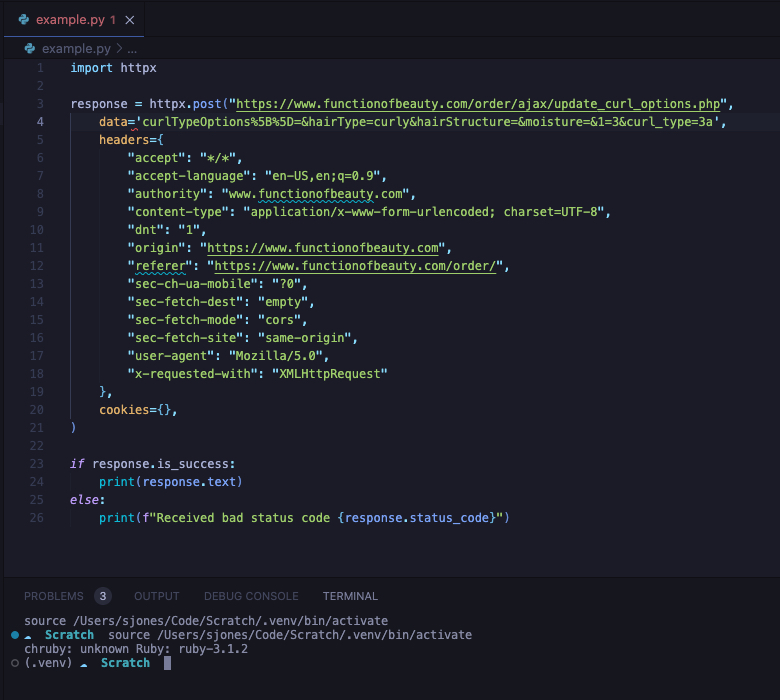 example.py 1
example.py > ...
1 import httpx
2
3 response = httpx.post("https://www.functionofbeauty.com/order/ajax/update_curl_options.php",
4 data='curlTypeOptions%5B%5D=&hairType=curly&hairStructure=&moisture=&1=3&curl_type=3a',
5 headers={
6 "accept": "*/*",
7 "accept-language": "en-US,en;q=0.9",
8 "authority": "www.functionofbeauty.com",
9 "content-type": "application/x-www-form-urlencoded; charset=UTF-8",
10 "dnt": "1",
11 "origin": "https://www.functionofbeauty.com",
12 "referer": "https://www.functionofbeauty.com/order/",
13 "sec-ch-ua-mobile": "?0",
14 "sec-fetch-dest": "empty",
15 "sec-fetch-mode": "cors",
16 "sec-fetch-site": "same-origin",
17 "user-agent": "Mozilla/5.0",
18 "x-requested-with": "XMLHttpRequest"
19 },
20 cookies={},
21 )
22
23 if response.is_success:
24 print(response.text)
25 else:
26 print(f"Received bad status code {response.status_code}")
PROBLEMS 3 OUTPUT DEBUG CONSOLE TERMINAL
source /Users/sjones/Code/Scratch/.venv/bin/activate
Scratch source /Users/sjones/Code/Scratch/.venv/bin/activate
chruby: unknown Ruby: ruby-3.1.2
(.venv) Scratch